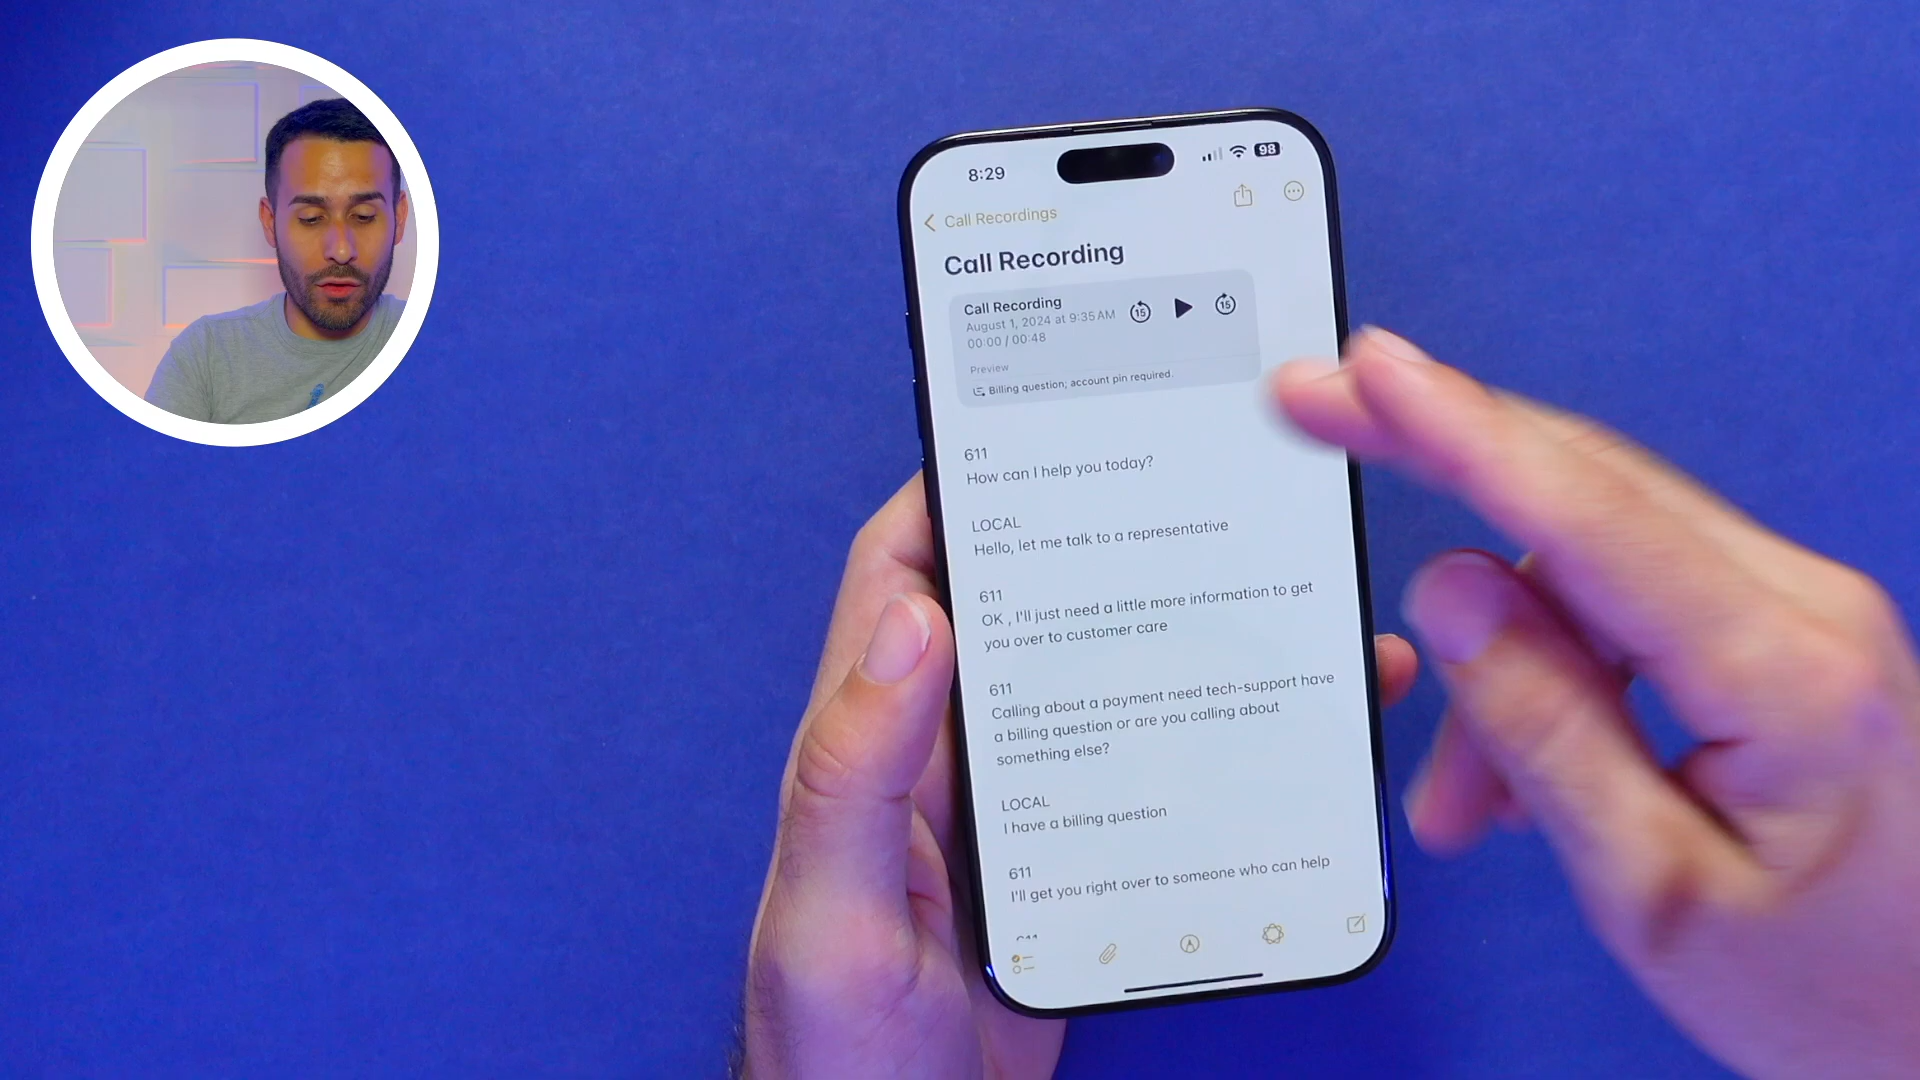 8:29
98
Call Recordings
Call Recording
Call Recording
August 1, 2024 at 9:35 AM
00:00 / 00:48
15
15
Preview
Billing question; account pin required.
611
How can I help you today?
LOCAL
Hello, let me talk to a representative
611
OK , I'll just need a little more information to get
you over to customer care
611
Calling about a payment need tech-support have
a billing question or are you calling about
something else?
LOCAL
I have a billing question
611
I'll get you right over to someone who can help